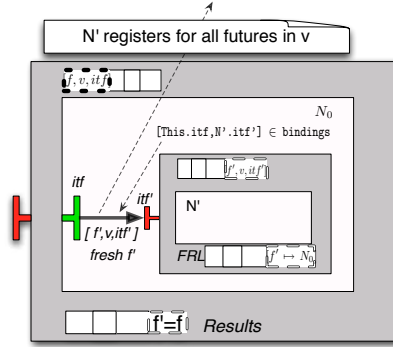 N' registers for all futures in v
[f, v, itf]
N₀
[This.itf,N'.itf'] ∈ bindings
f', v, itf'
itf
itf'
N'
[ f',v,itf' ]
fresh f'
FRL
f' ↦ N₀
f'=f
Results